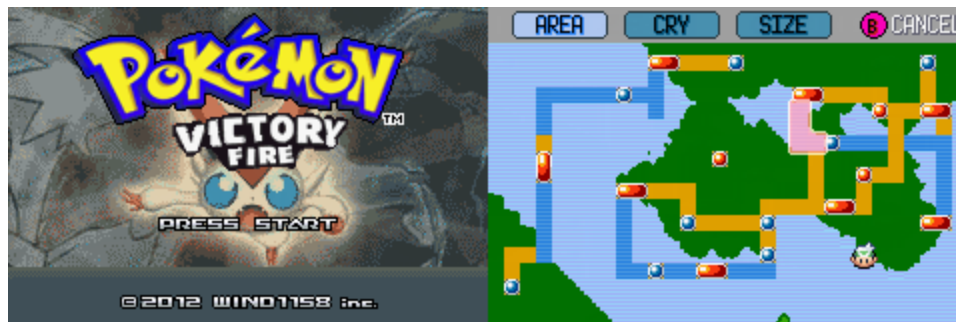 POKéMON
TM
VICTORY
FIRE
PRESS START
©2012 WIND1158 inc.
AREA CRY SIZE B CANCEL